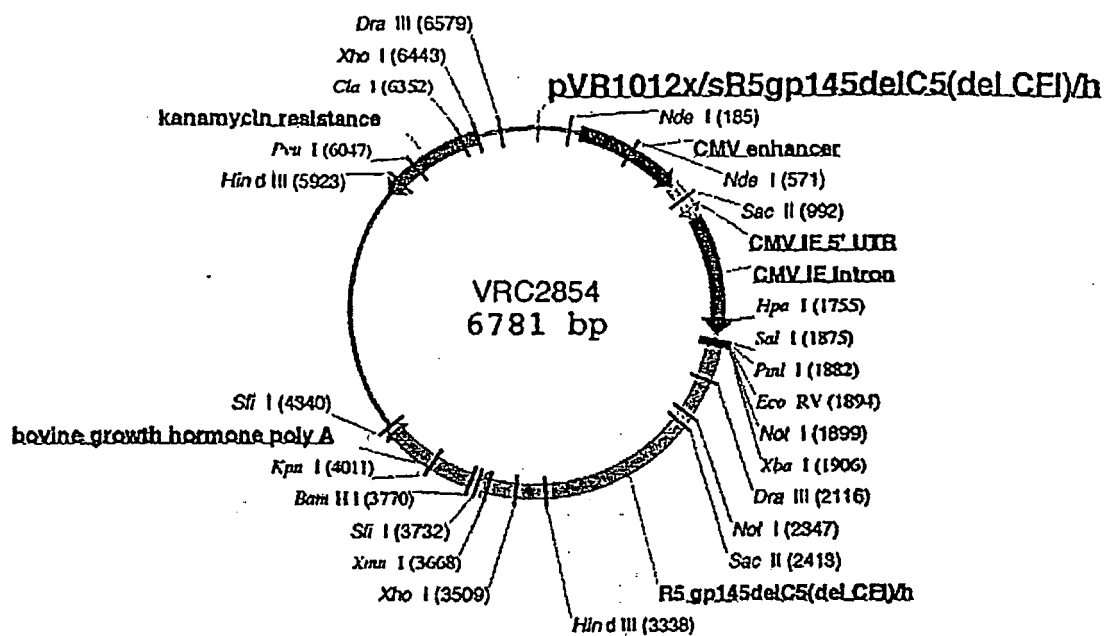 Dra III (6579)
Xho I (6443)
Cla I (6352)
kanamycin resistance
Pvu I (6047)
Hind III (5923)
pVR1012x/sR5gp145delC5(del CFI)/h
Nde I (185)
CMV enhancer
Nde I (571)
Sac II (992)
CMV IE 5' UTR
CMV IE Intron
Hpa I (1755)
Sal I (1875)
Pml I (1882)
Eco RV (1894)
Not I (1899)
Xba I (1906)
Dra III (2116)
Not I (2347)
Sac II (2413)
R5 gp145delC5(del CFI)/h
Hind III (3338)
Xho I (3509)
Xmn I (3668)
Sfi I (3732)
Bam HI (3770)
Kpn I (4011)
bovine growth hormone poly A
Sfi I (4340)
VRC2854
6781 bp